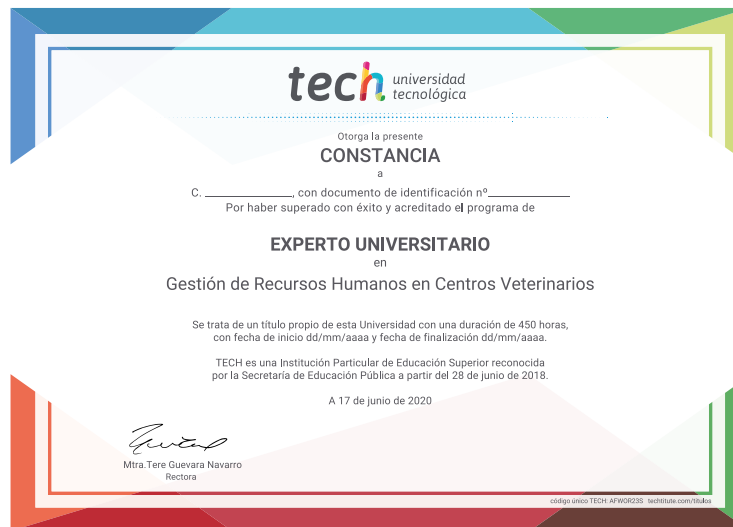 tech universidad
tecnológica
Otorga la presente
CONSTANCIA
a
C. ________________, con documento de identificación nº________________
Por haber superado con éxito y acreditado el programa de
EXPERTO UNIVERSITARIO
en
Gestión de Recursos Humanos en Centros Veterinarios
Se trata de un título propio de esta Universidad con una duración de 450 horas,
con fecha de inicio dd/mm/aaaa y fecha de finalización dd/mm/aaaa.
TECH es una Institución Particular de Educación Superior reconocida
por la Secretaría de Educación Pública a partir del 28 de junio de 2018.
A 17 de junio de 2020
Mtra.Tere Guevara Navarro
Rectora
código único TECH: AFWOR23S techtitute.com/titulos